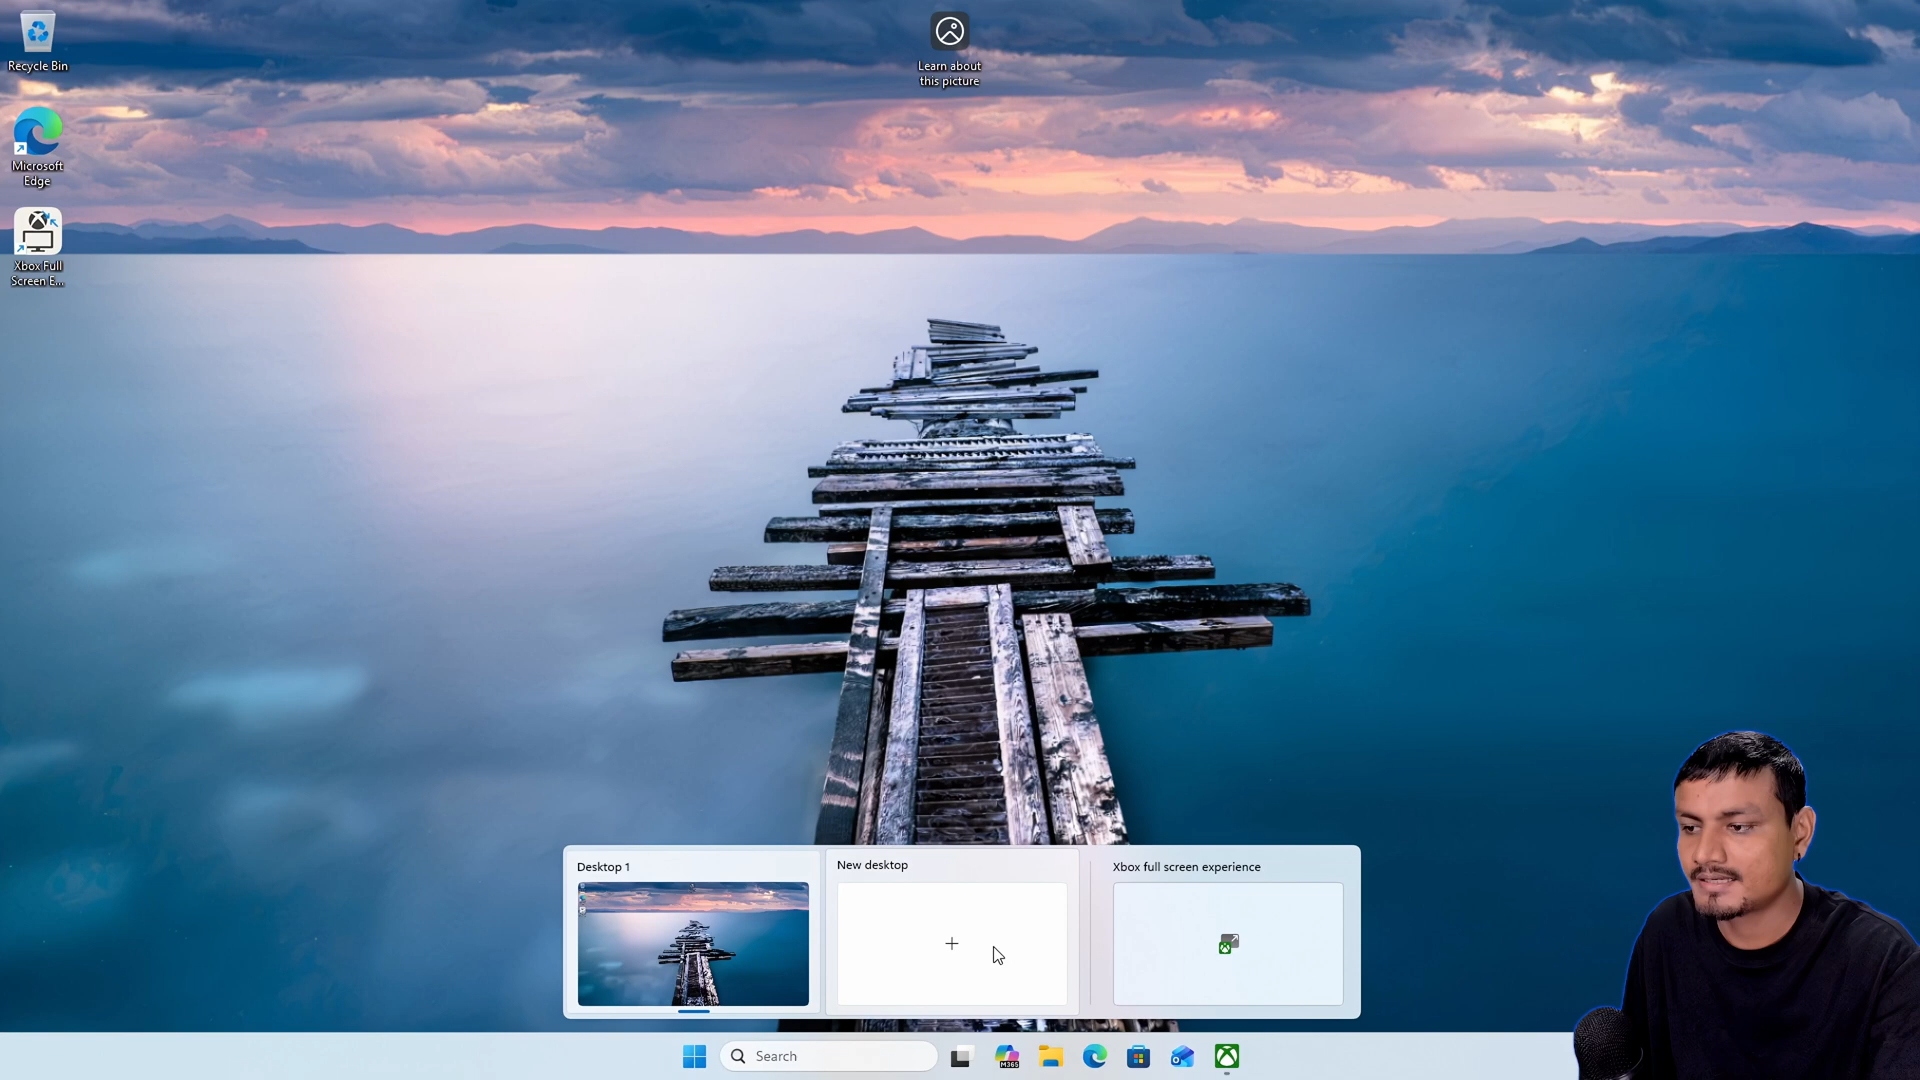 Recycle Bin
Learn about
this picture
Microsoft
Edge
Xbox Full
Screen E...
Desktop 1
New desktop
Xbox full screen experience
Search
M365